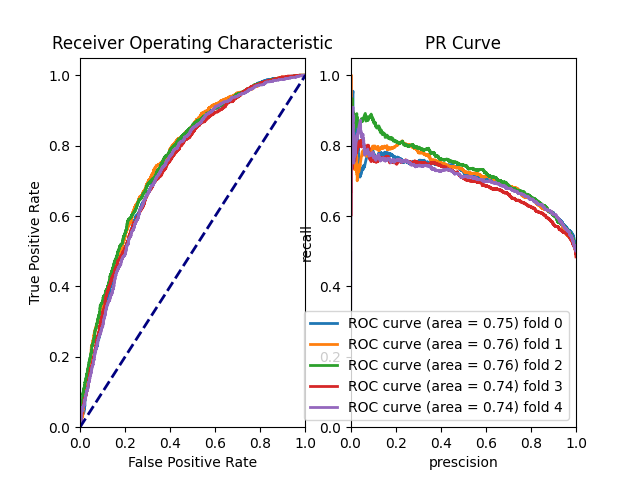 Receiver Operating Characteristic
PR Curve
1.0
0.8
0.6
0.4
0.2
0.0
True Positive Rate
0.0 0.2 0.4 0.6 0.8 1.0
False Positive Rate
1.0
0.8
0.6
0.4
0.2
0.0
recall
0.0 0.2 0.4 0.6 0.8 1.0
prescision
ROC curve (area = 0.75) fold 0
ROC curve (area = 0.76) fold 1
ROC curve (area = 0.76) fold 2
ROC curve (area = 0.74) fold 3
ROC curve (area = 0.74) fold 4